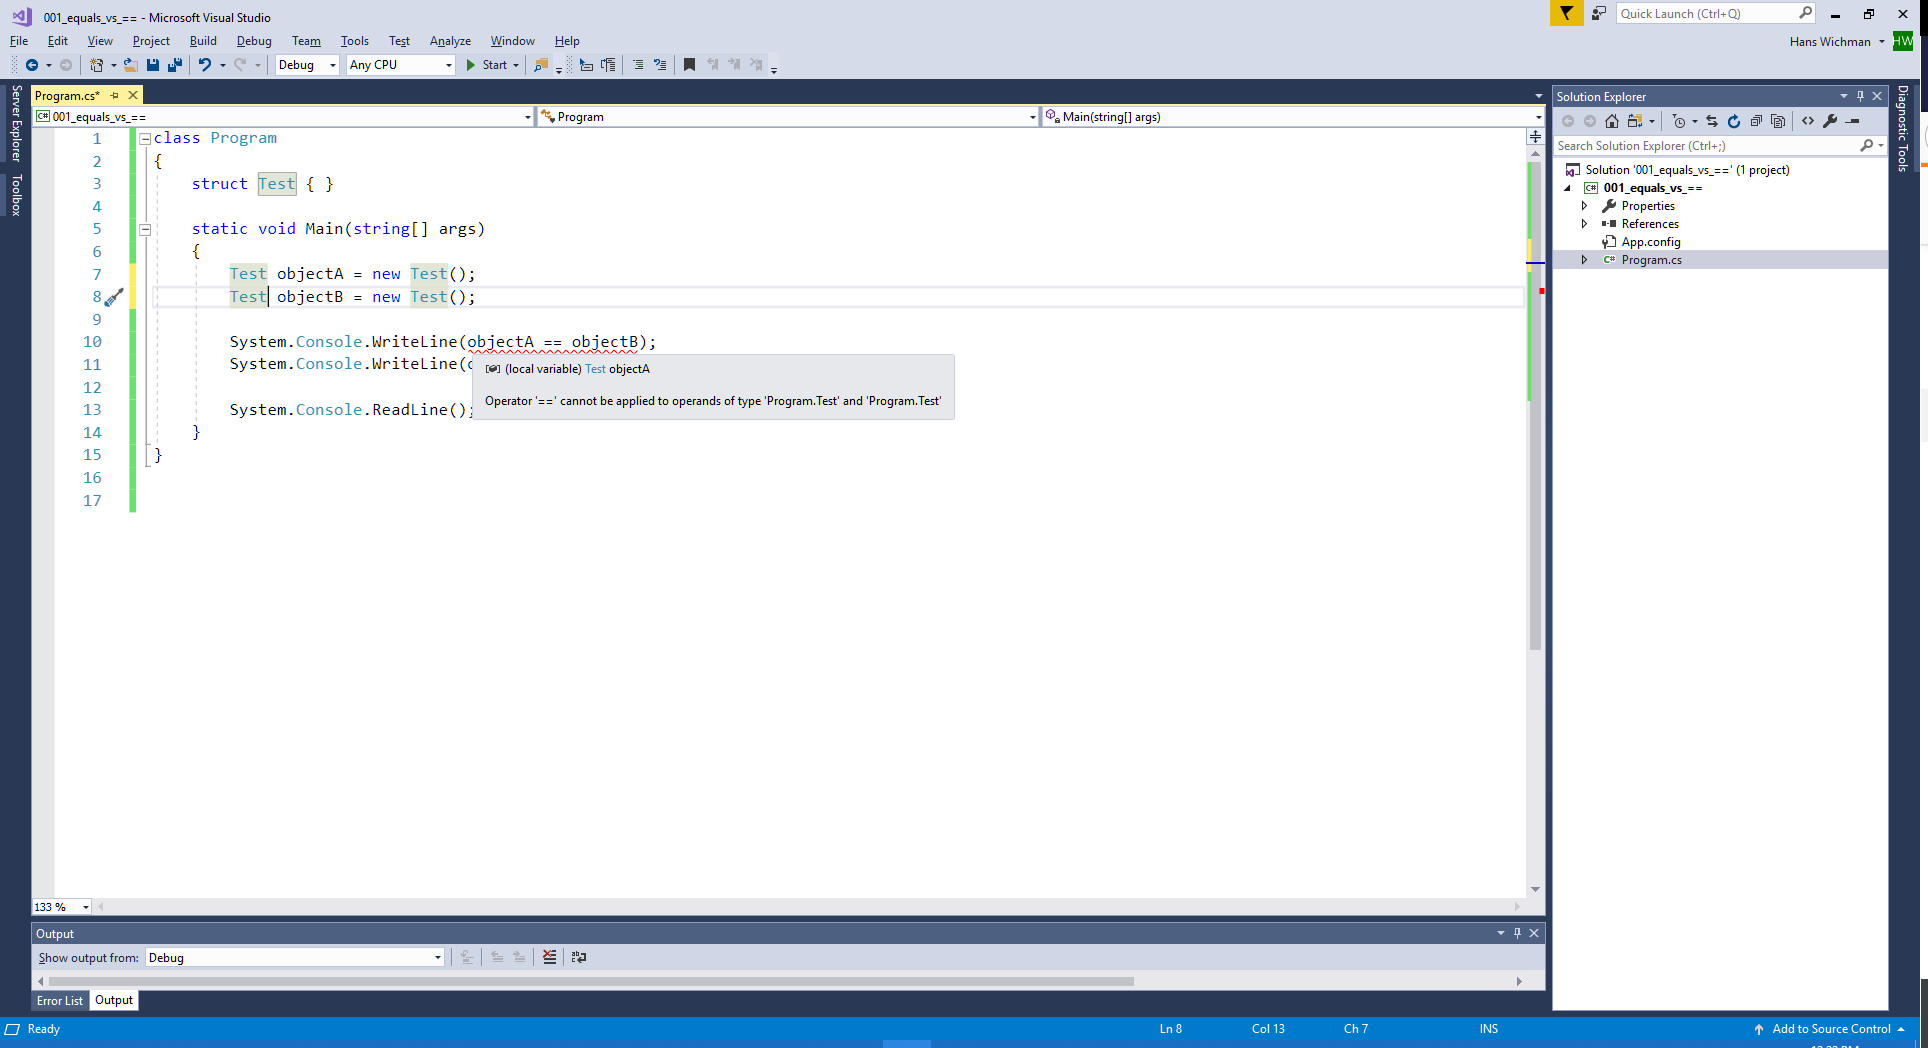 001_equals_vs_== - Microsoft Visual Studio
Quick Launch (Ctrl+Q)
File Edit View Project Build Debug Team Tools Test Analyze Window Help
Hans Wichman HW
Debug Any CPU Start
Server Explorer
Toolbox
Program.cs*
001_equals_vs_== Program Main(string[] args)
1 class Program
2 {
3 struct Test { }
4
5 static void Main(string[] args)
6 {
7 Test objectA = new Test();
8 Test objectB = new Test();
9
10 System.Console.WriteLine(objectA == objectB);
11 System.Console.WriteLine(
12
13 System.Console.ReadLine();
14 }
15 }
16
17
(local variable) Test objectA
Operator '==' cannot be applied to operands of type 'Program.Test' and 'Program.Test'
133 %
Output
Show output from: Debug
Error List Output
Solution Explorer
Search Solution Explorer (Ctrl+;)
Solution '001_equals_vs_==' (1 project)
001_equals_vs_==
Properties
References
App.config
Program.cs
Diagnostic Tools
Ready Ln 8 Col 13 Ch 7 INS Add to Source Control